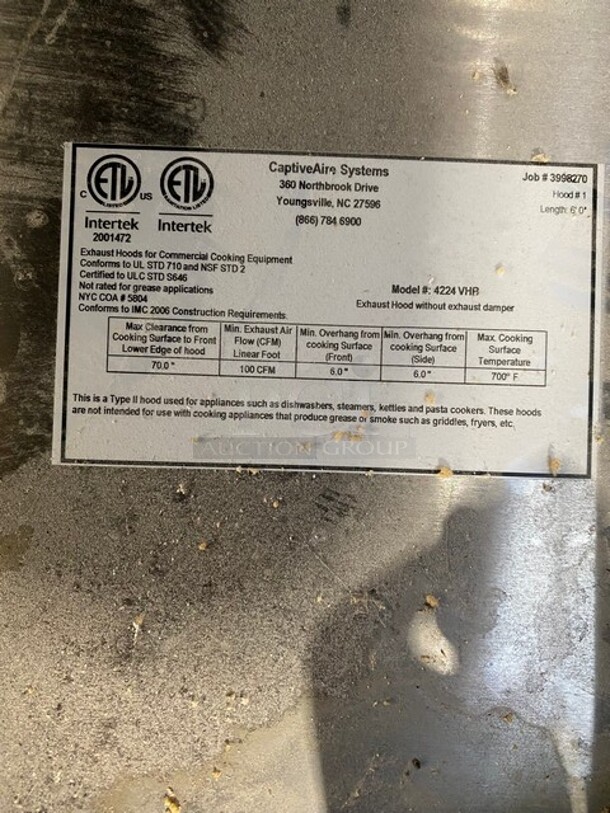 C ETL LISTED US
ETL SANITATION LISTED
Intertek
2001472
Intertek
CaptiveAire Systems
360 Northbrook Drive
Youngsville, NC 27596
(866) 784 6900
Job # 3998270
Hood # 1
Length: 6' 0"
Exhaust Hoods for Commercial Cooking Equipment
Conforms to UL STD 710 and NSF STD 2
Certified to ULC STD S646
Not rated for grease applications
NYC COA # 5804
Conforms to IMC 2006 Construction Requirements
Model #: 4224 VHB
Exhaust Hood without exhaust damper
Max Clearance from Cooking Surface to Front Lower Edge of hood
Min. Exhaust Air Flow (CFM) Linear Foot
Min. Overhang from cooking Surface (Front)
Min. Overhang from cooking Surface (Side)
Max. Cooking Surface Temperature
70.0 " 100 CFM 6.0 " 6.0 " 700° F
This is a Type II hood used for appliances such as dishwashers, steamers, kettles and pasta cookers. These hoods
are not intended for use with cooking appliances that produce grease or smoke such as griddles, fryers, etc.
AUCTION GROUP